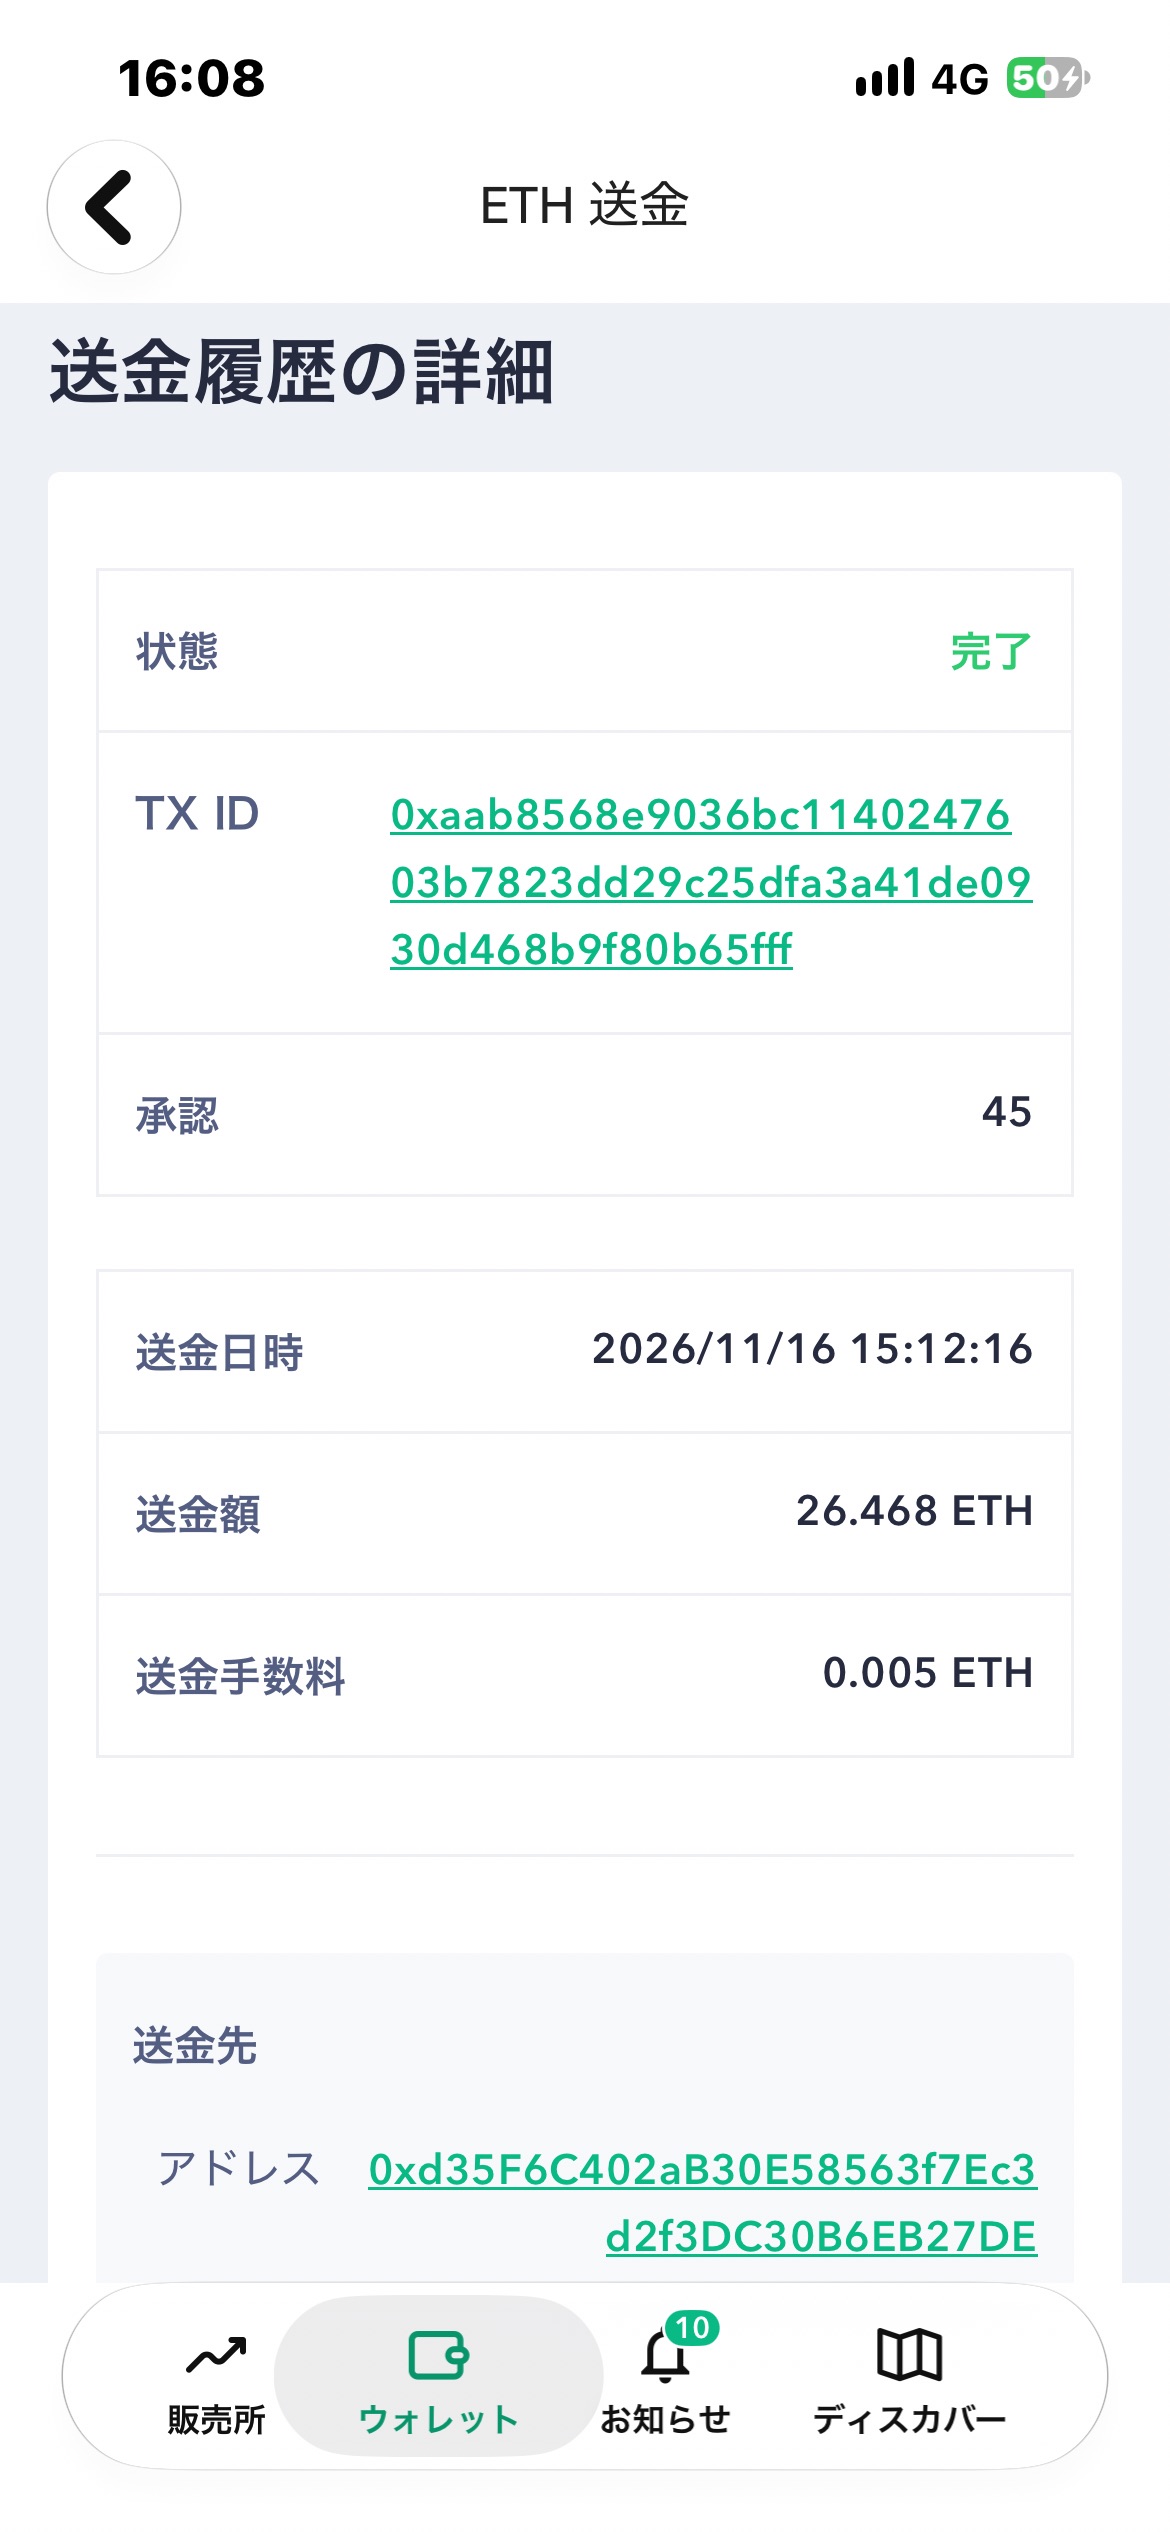 16:08
4G 50
ETH 送金
送金履歴の詳細
状態 完了
TX ID 0xaab8568e9036bc11402476
03b7823dd29c25dfa3a41de09
30d468b9f80b65fff
承認 45
送金日時 2026/11/16 15:12:16
送金額 26.468 ETH
送金手数料 0.005 ETH
送金先
アドレス 0xd35F6C402aB30E58563f7Ec3
d2f3DC30B6EB27DE
10
販売所 ウォレット お知らせ ディスカバー